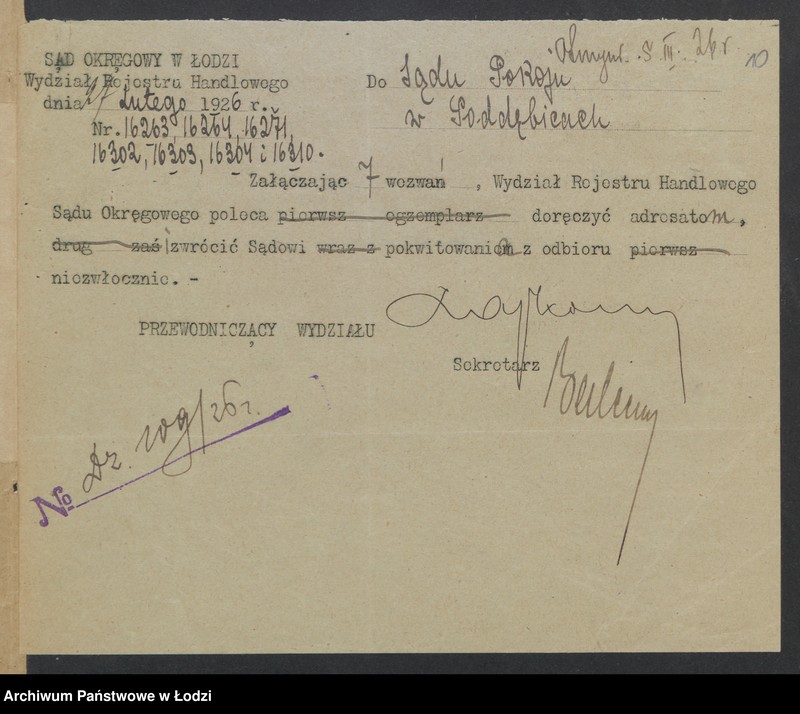 Otrzym. 8 III. 26 r.
10
SĄD OKRĘGOWY W ŁODZI
Wydział Rejestru Handlowego
dnia 27 Lutego 1926 r.
Nr. 16263, 16264, 16271,
16302, 16303, 16304 i 16310.
Do Sądu Pokoju
w Poddębicach
Załączając 7 wezwań , Wydział Rejestru Handlowego
Sądu Okręgowego poleca pierwsz egzemplarz doręczyć adresatom,
drug zaś i zwrócić Sądowi wraz z pokwitowaniem z odbioru pierwsz
niezwłocznie. -
PRZEWODNICZĄCY WYDZIAŁU
Sekretarz
№ Dz. 109/26 r.
Archiwum Państwowe w Łodzi